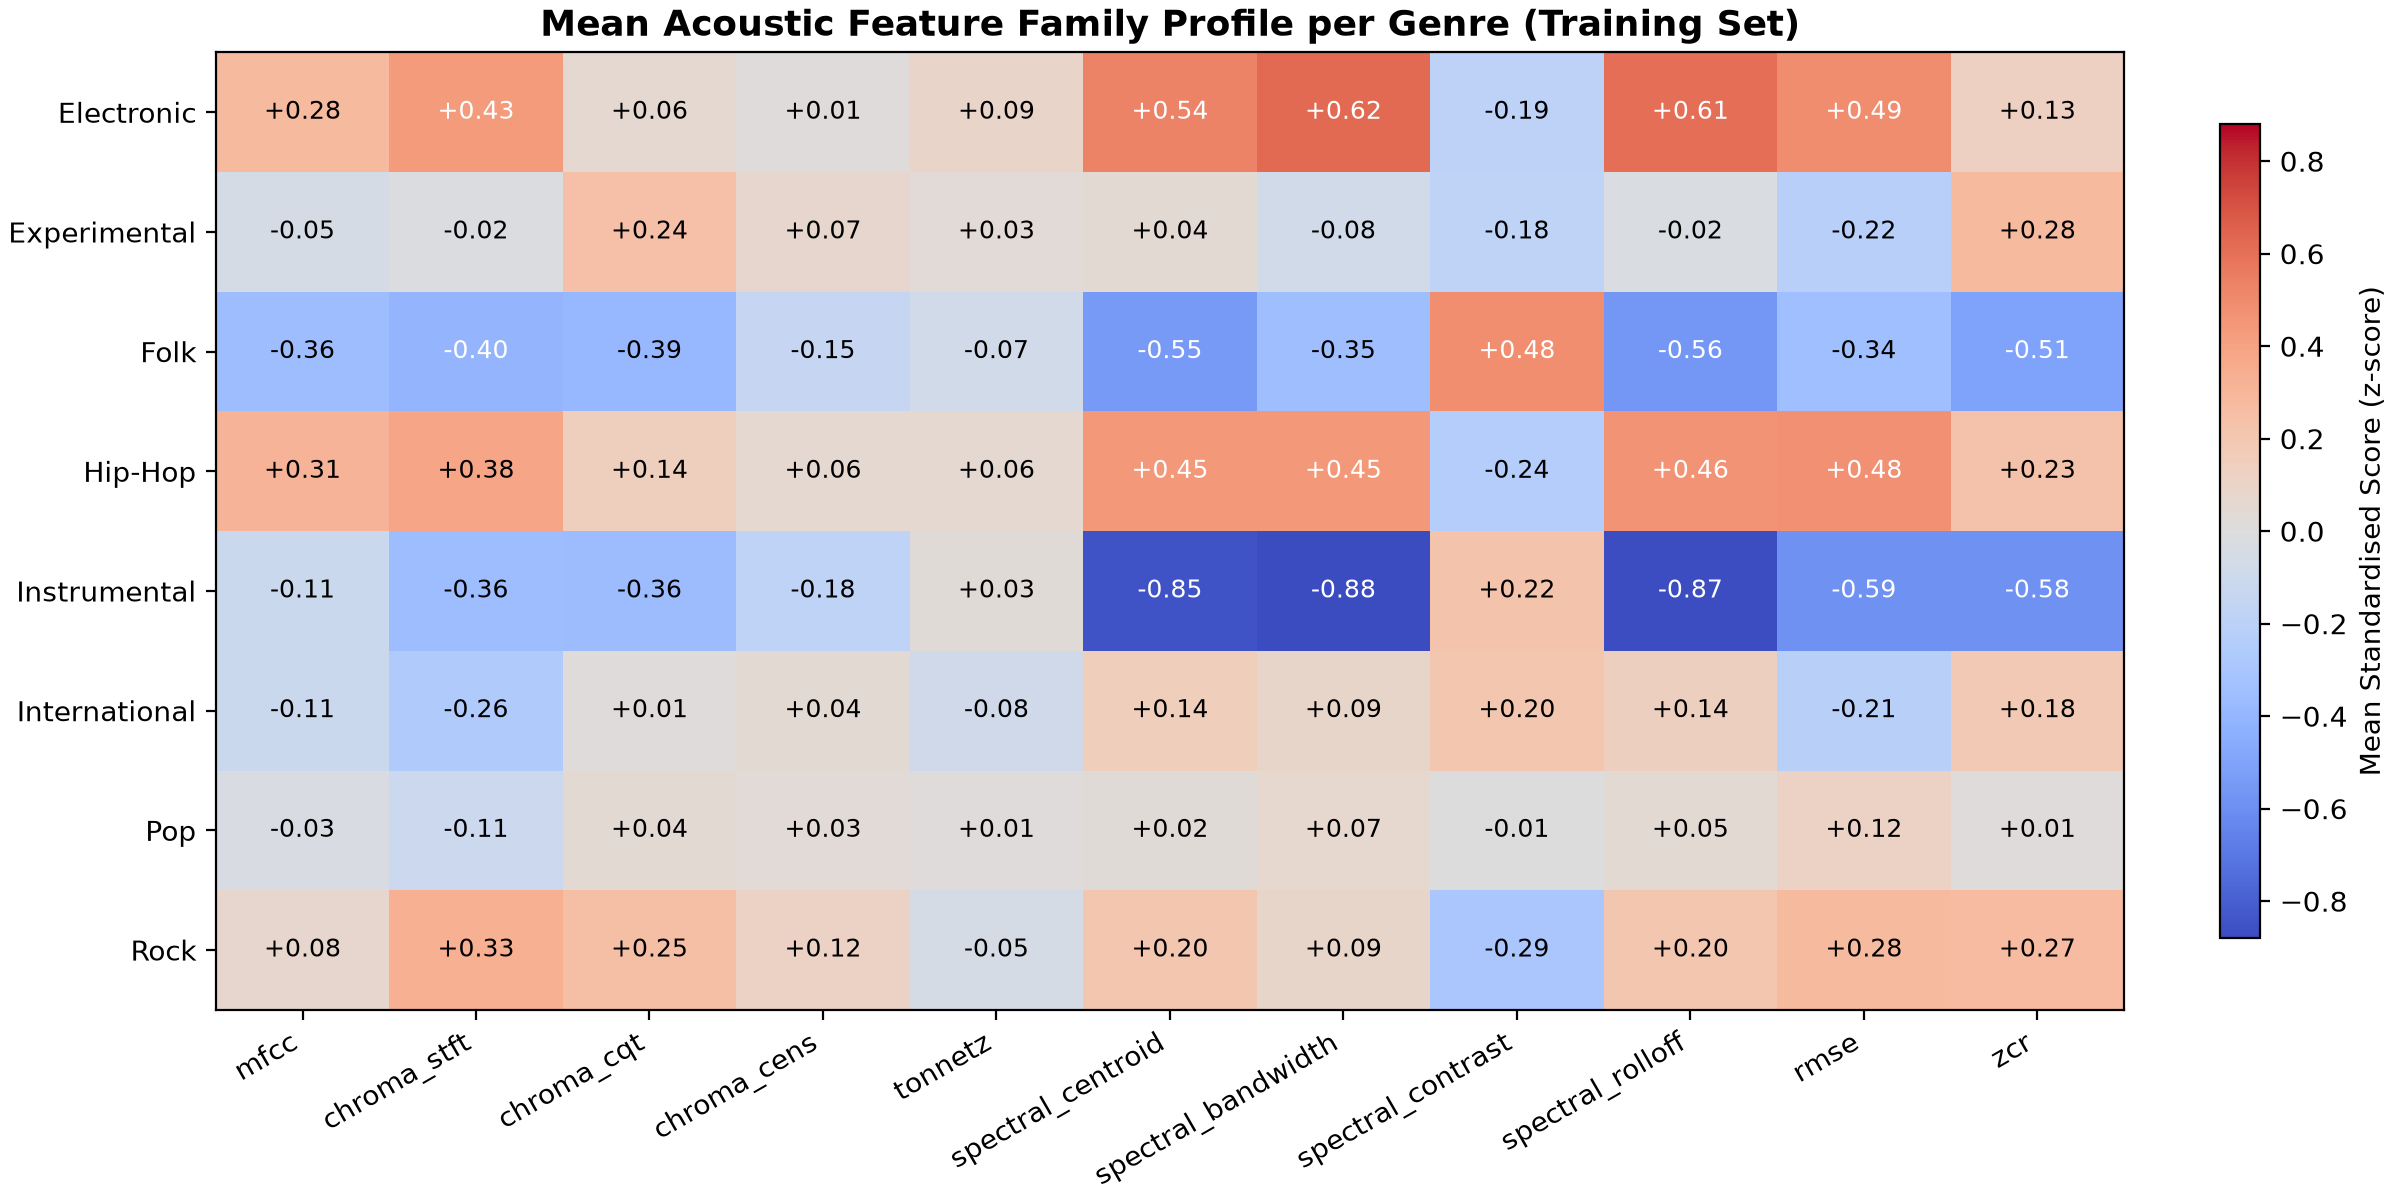 Mean Acoustic Feature Family Profile per Genre (Training Set)
Electronic +0.28 +0.43 +0.06 +0.01 +0.09 +0.54 +0.62 -0.19 +0.61 +0.49 +0.13
Experimental -0.05 -0.02 +0.24 +0.07 +0.03 +0.04 -0.08 -0.18 -0.02 -0.22 +0.28
Folk -0.36 -0.40 -0.39 -0.15 -0.07 -0.55 -0.35 +0.48 -0.56 -0.34 -0.51
Hip-Hop +0.31 +0.38 +0.14 +0.06 +0.06 +0.45 +0.45 -0.24 +0.46 +0.48 +0.23
Instrumental -0.11 -0.36 -0.36 -0.18 +0.03 -0.85 -0.88 +0.22 -0.87 -0.59 -0.58
International -0.11 -0.26 +0.01 +0.04 -0.08 +0.14 +0.09 +0.20 +0.14 -0.21 +0.18
Pop -0.03 -0.11 +0.04 +0.03 +0.01 +0.02 +0.07 -0.01 +0.05 +0.12 +0.01
Rock +0.08 +0.33 +0.25 +0.12 -0.05 +0.20 +0.09 -0.29 +0.20 +0.28 +0.27
mfcc chroma_stft chroma_cqt chroma_cens tonnetz spectral_centroid spectral_bandwidth spectral_contrast spectral_rolloff rmse zcr
0.8
0.6
0.4
0.2
0.0
−0.2
−0.4
−0.6
−0.8
Mean Standardised Score (z-score)